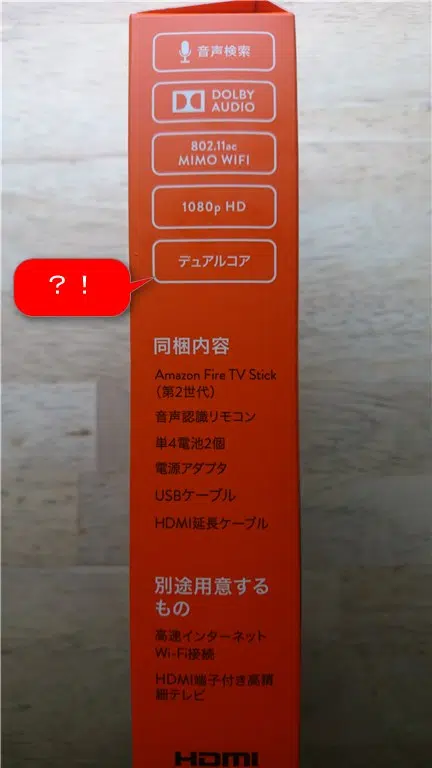 音声検索
DOLBY
AUDIO
802.11ac
MIMO WIFI
1080p HD
デュアルコア
？！
同梱内容
Amazon Fire TV Stick
（第2世代）
音声認識リモコン
単4電池2個
電源アダプタ
USBケーブル
HDMI延長ケーブル
別途用意する
もの
高速インターネット
Wi-Fi接続
HDMI端子付き高精
細テレビ
HDMI